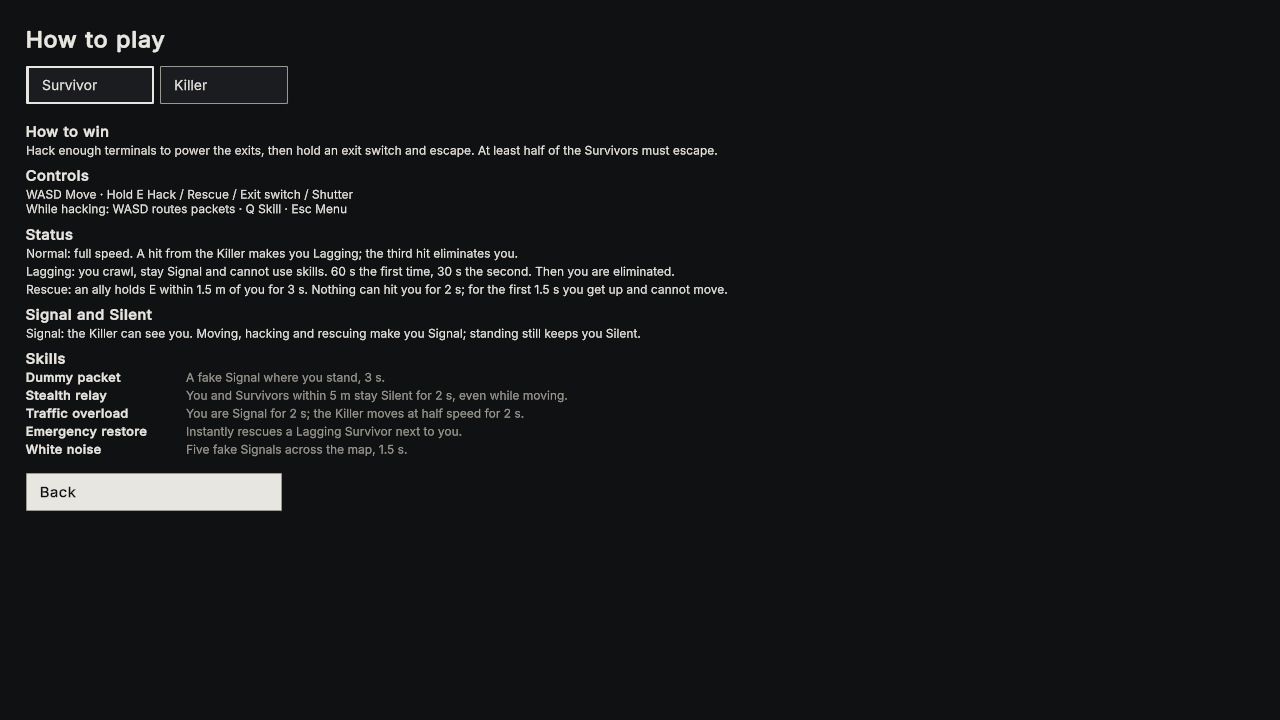 How to play
Survivor
Killer
How to win
Hack enough terminals to power the exits, then hold an exit switch and escape. At least half of the Survivors must escape.
Controls
WASD Move · Hold E Hack / Rescue / Exit switch / Shutter
While hacking: WASD routes packets · Q Skill · Esc Menu
Status
Normal: full speed. A hit from the Killer makes you Lagging; the third hit eliminates you.
Lagging: you crawl, stay Signal and cannot use skills. 60 s the first time, 30 s the second. Then you are eliminated.
Rescue: an ally holds E within 1.5 m of you for 3 s. Nothing can hit you for 2 s; for the first 1.5 s you get up and cannot move.
Signal and Silent
Signal: the Killer can see you. Moving, hacking and rescuing make you Signal; standing still keeps you Silent.
Skills
Dummy packet A fake Signal where you stand, 3 s.
Stealth relay You and Survivors within 5 m stay Silent for 2 s, even while moving.
Traffic overload You are Signal for 2 s; the Killer moves at half speed for 2 s.
Emergency restore Instantly rescues a Lagging Survivor next to you.
White noise Five fake Signals across the map, 1.5 s.
Back